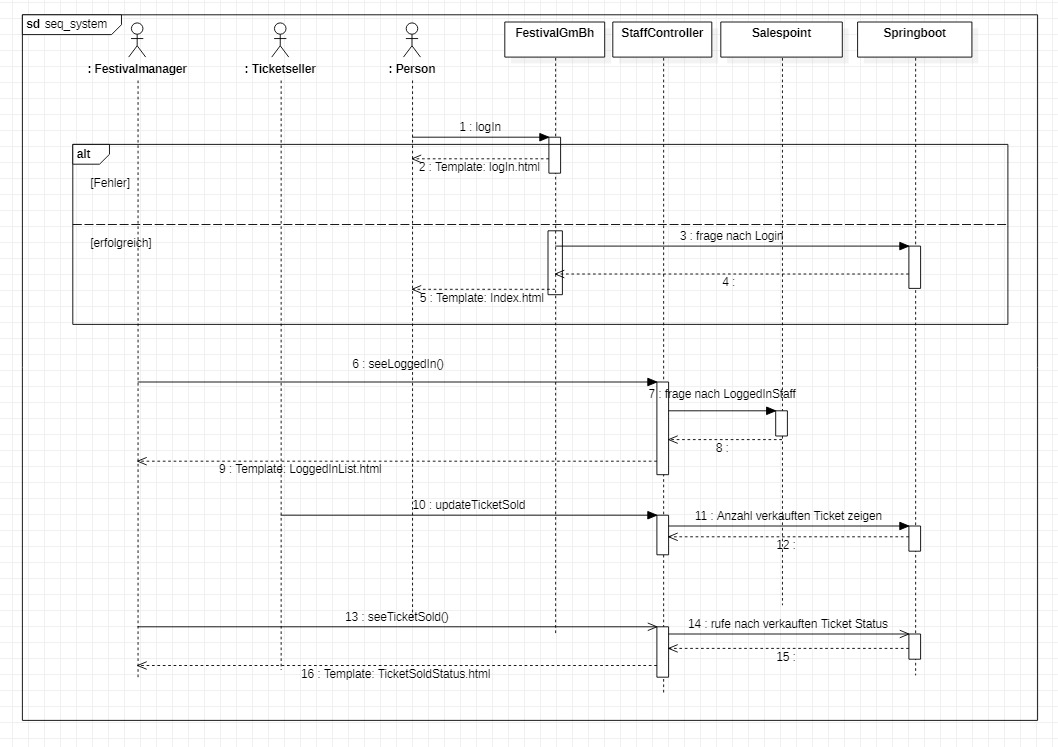 sd seq_system
: Festivalmanager
: Ticketseller
: Person
FestivalGmBh
StaffController
Salespoint
Springboot
1 : logIn
alt
2 : Template: logIn.html
[Fehler]
[erfolgreich]
3 : frage nach Login
4 :
5 : Template: Index.html
6 : seeLoggedIn()
7 : frage nach LoggedInStaff
8 :
9 : Template: LoggedInList.html
10 : updateTicketSold
11 : Anzahl verkauften Ticket zeigen
12 :
13 : seeTicketSold()
14 : rufe nach verkauften Ticket Status
15 :
16 : Template: TicketSoldStatus.html